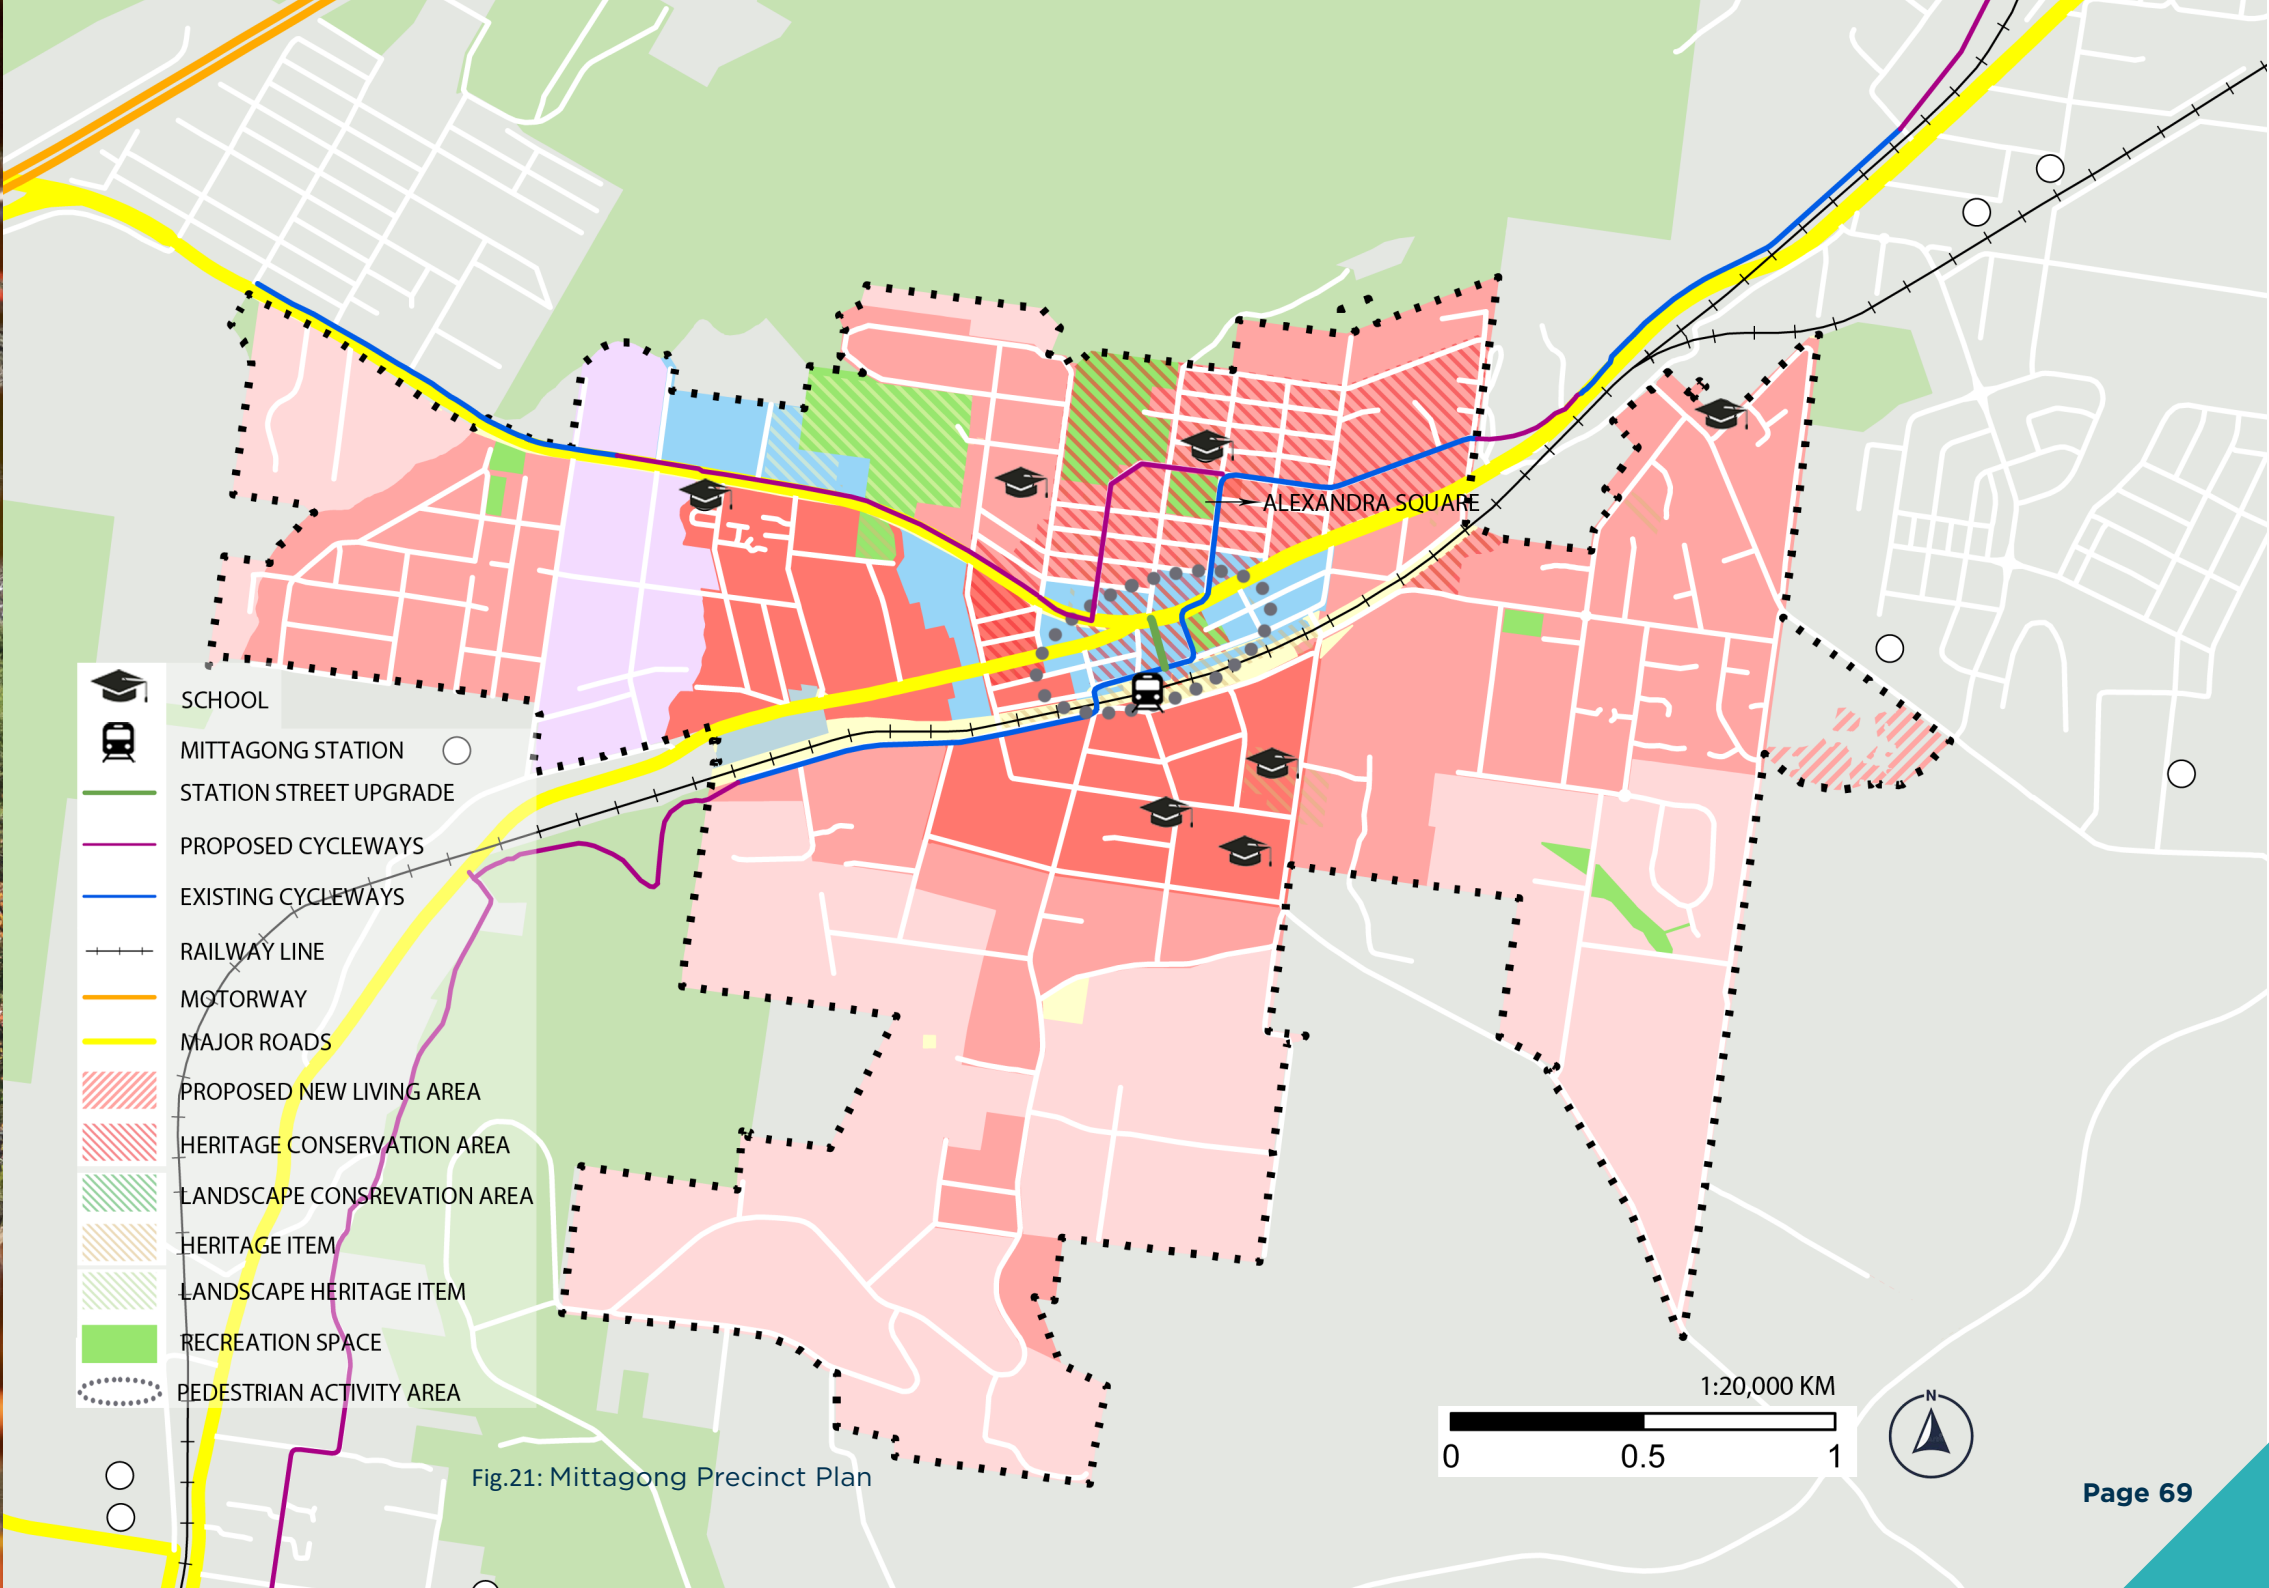 ALEXANDRA SQUARE
SCHOOL
MITTAGONG STATION
STATION STREET UPGRADE
PROPOSED CYCLEWAYS
EXISTING CYCLEWAYS
RAILWAY LINE
MOTORWAY
MAJOR ROADS
PROPOSED NEW LIVING AREA
HERITAGE CONSERVATION AREA
LANDSCAPE CONSREVATION AREA
HERITAGE ITEM
LANDSCAPE HERITAGE ITEM
RECREATION SPACE
PEDESTRIAN ACTIVITY AREA
1:20,000 KM
0 0.5 1
N
Fig.21: Mittagong Precinct Plan
Page 69